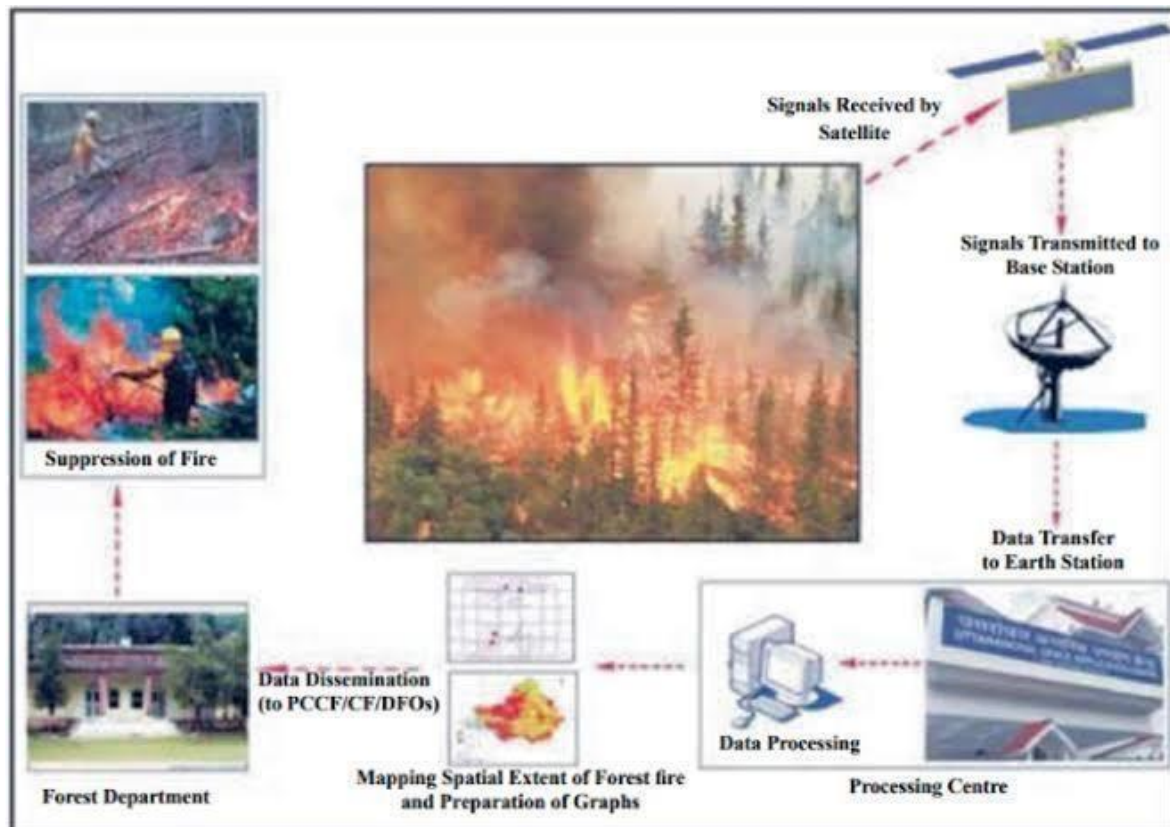 Signals Received by
Satellite
Signals Transmitted to
Base Station
Data Transfer
to Earth Station
Suppression of Fire
Data Dissemination
(to PCCF/CF/DFOs)
Data Processing
Forest Department
Mapping Spatial Extent of Forest fire
and Preparation of Graphs
Processing Centre